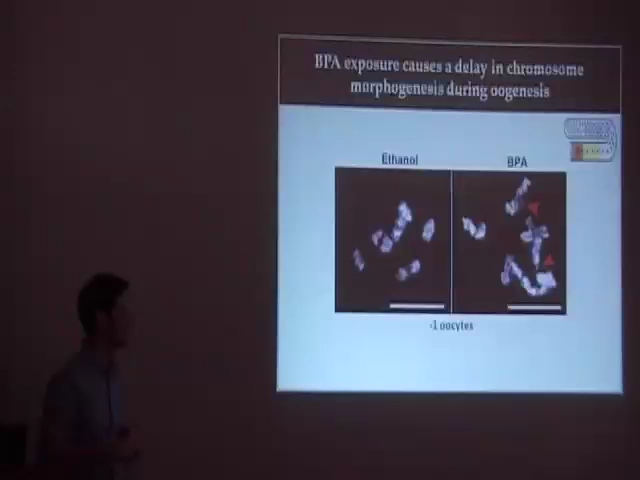 BPA exposure causes a delay in chromosome
morphogenesis during oogenesis
Ethanol
BPA
-1 oocytes